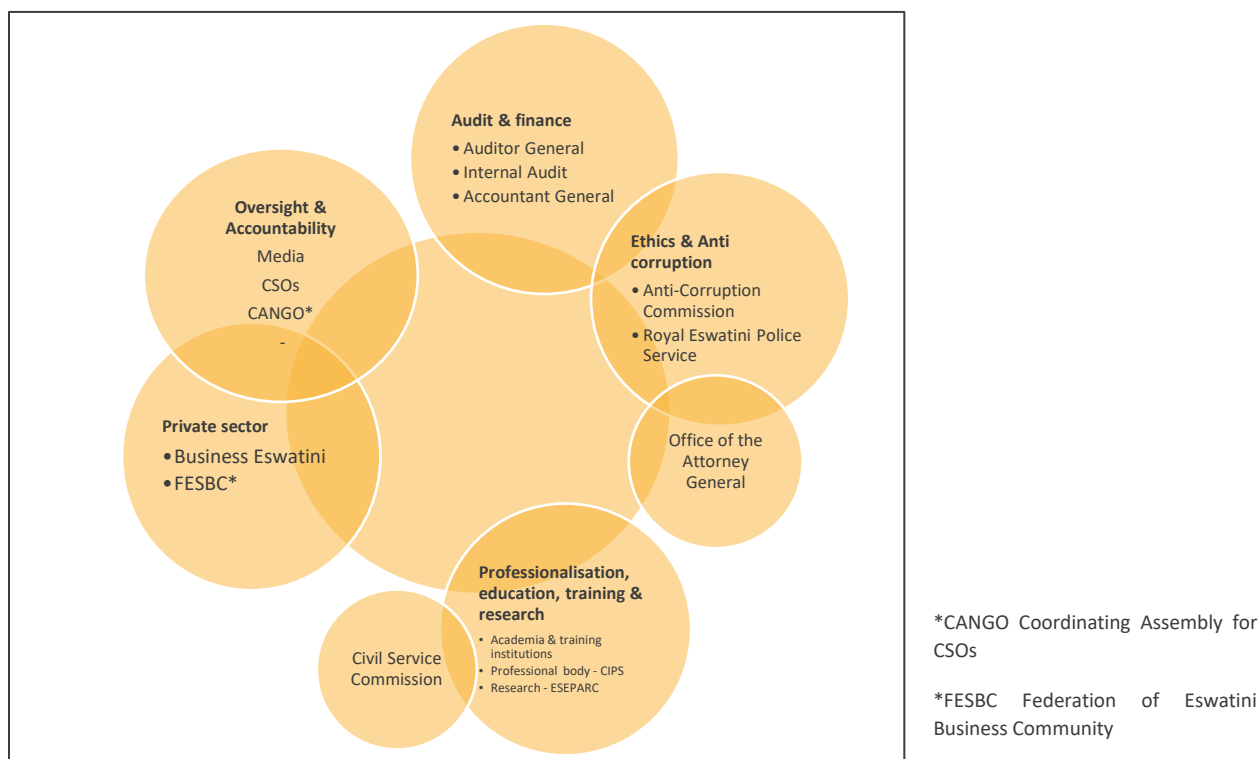 Audit & finance
• Auditor General
• Internal Audit
• Accountant General
Oversight &
Accountability
Media
CSOs
CANGO*
-
Ethics & Anti
corruption
• Anti-Corruption
Commission
• Royal Eswatini Police
Service
Private sector
• Business Eswatini
• FESBC*
Office of the
Attorney
General
Professionalisation,
education, training &
research
• Academia & training
institutions
• Professional body - CIPS
• Research - ESEPARC
Civil Service
Commission
*CANGO Coordinating Assembly for
CSOs
*FESBC Federation of Eswatini
Business Community